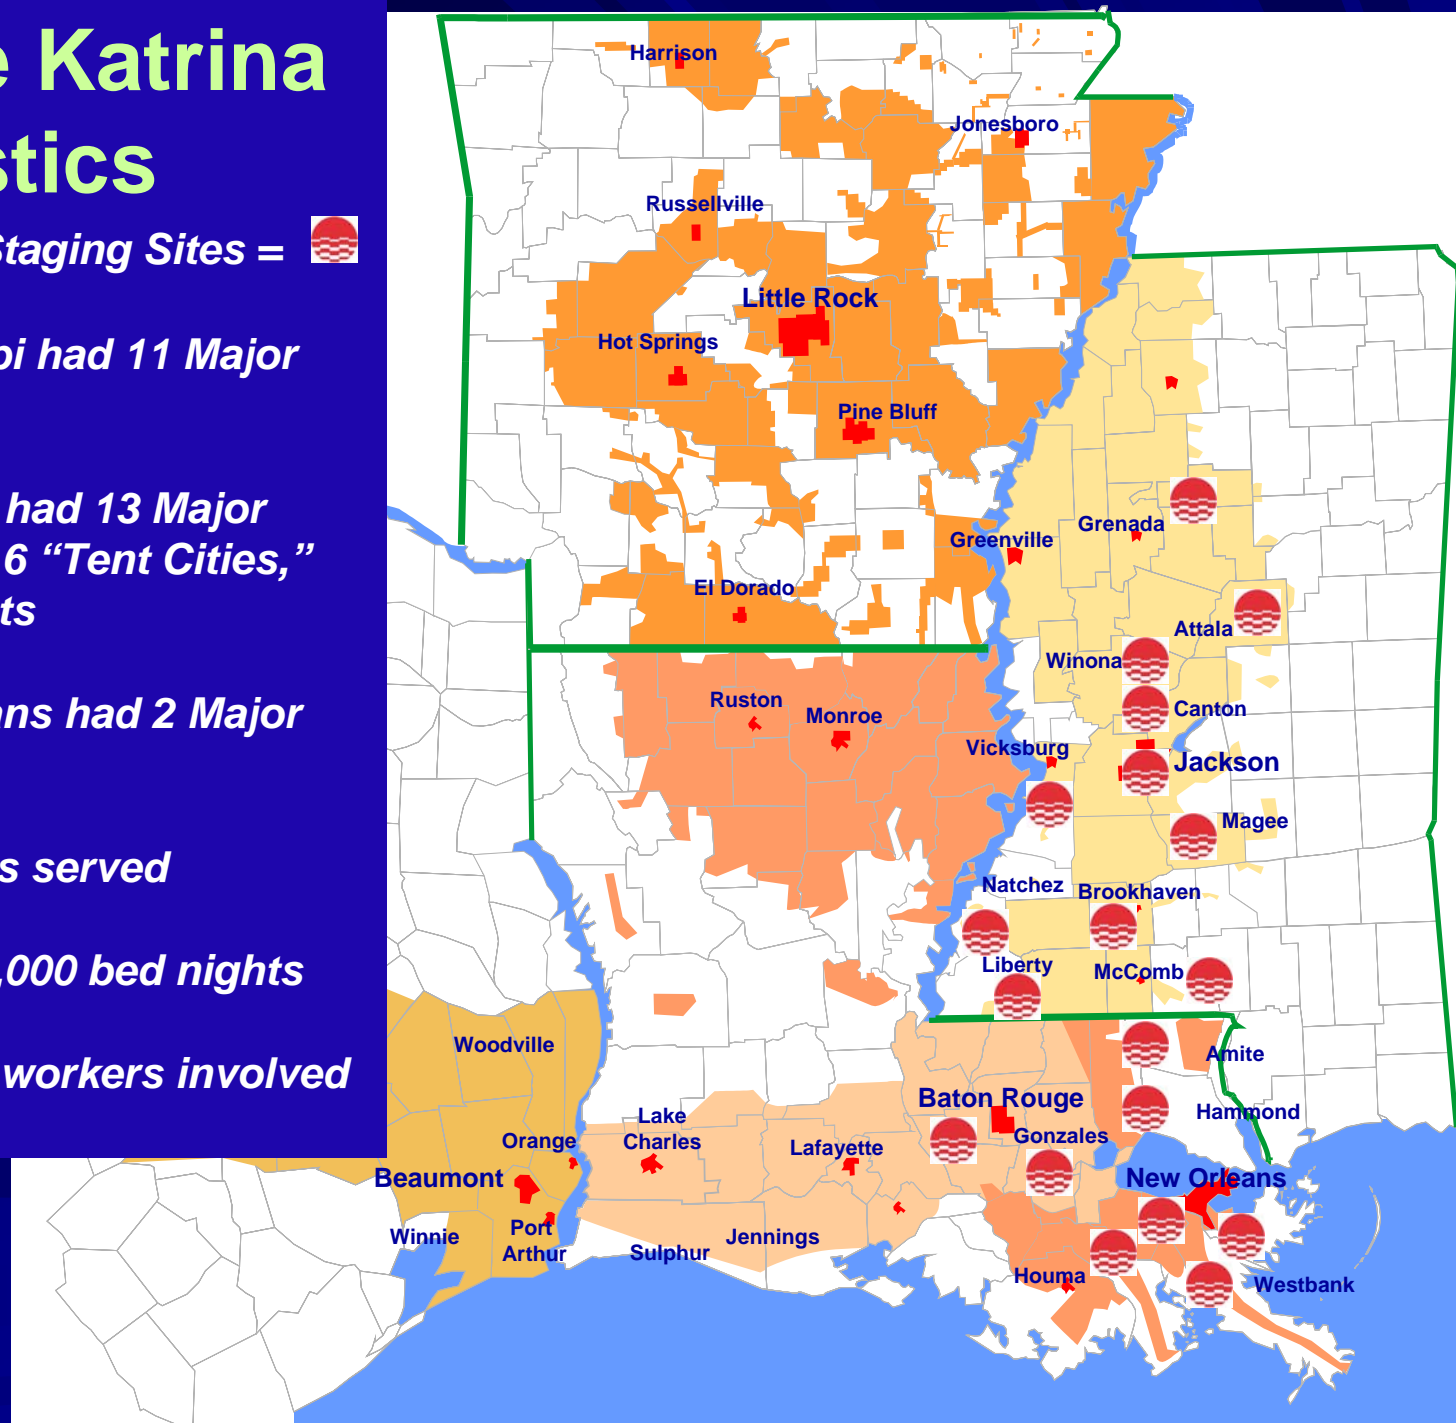 e Katrina
stics
Staging Sites =
pi had 11 Major
had 13 Major
6 “Tent Cities,”
ts
ans had 2 Major
s served
,000 bed nights
workers involved
Harrison
Jonesboro
Russellville
Little Rock
Hot Springs
Pine Bluff
Greenville
Grenada
El Dorado
Attala
Winona
Ruston
Monroe
Canton
Vicksburg
Jackson
Magee
Natchez
Brookhaven
Liberty
McComb
Woodville
Amite
Baton Rouge
Hammond
Lake
Charles
Orange
Lafayette
Gonzales
Beaumont
New Orleans
Winnie
Port
Arthur
Sulphur
Jennings
Houma
Westbank